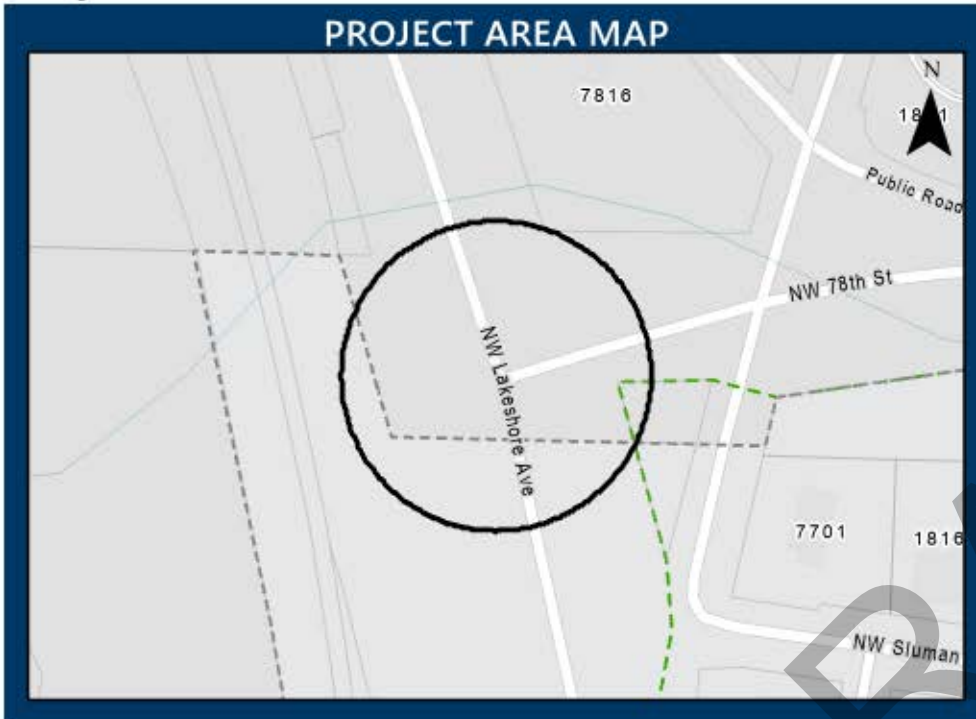 PROJECT AREA MAP
N
7816
Public Road
NW 78th St
NW Lakeshore Ave
7701
1816
NW Sluman